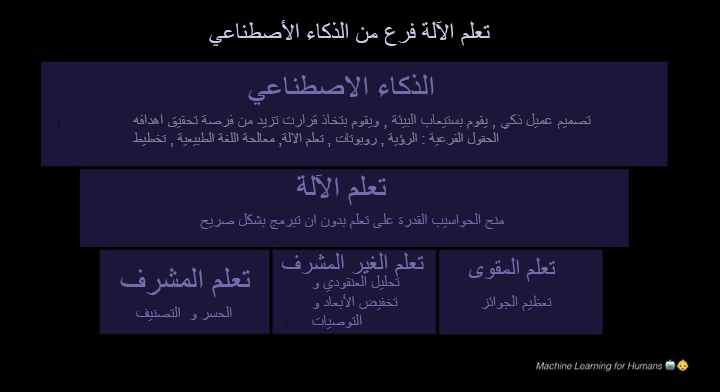 تعلم الآلة فرع من الذكاء الأصطناعي
الذكاء الاصطناعي
تصميم عميل ذكي , يقوم بستيعاب البيئة , ويقوم بتخاذ قرارت تزيد من فرصة تحقيق اهدافه
الحقول الفرعية : الرؤية , روبوتات , تعلم الالة, معالحة اللغة الطبيعية , تخطيط
تعلم الآلة
منح الحواسيب القدرة على تعلم بدون ان تبرمج بشكل صريح
تعلم المقوى
تعظيم الجوائز
تعلم الغير المشرف
تحليل العنقودي و
تخفيض الأبعاد و
التوصيات
تعلم المشرف
الحسر و التصنيف
Machine Learning for Humans 🤖👶